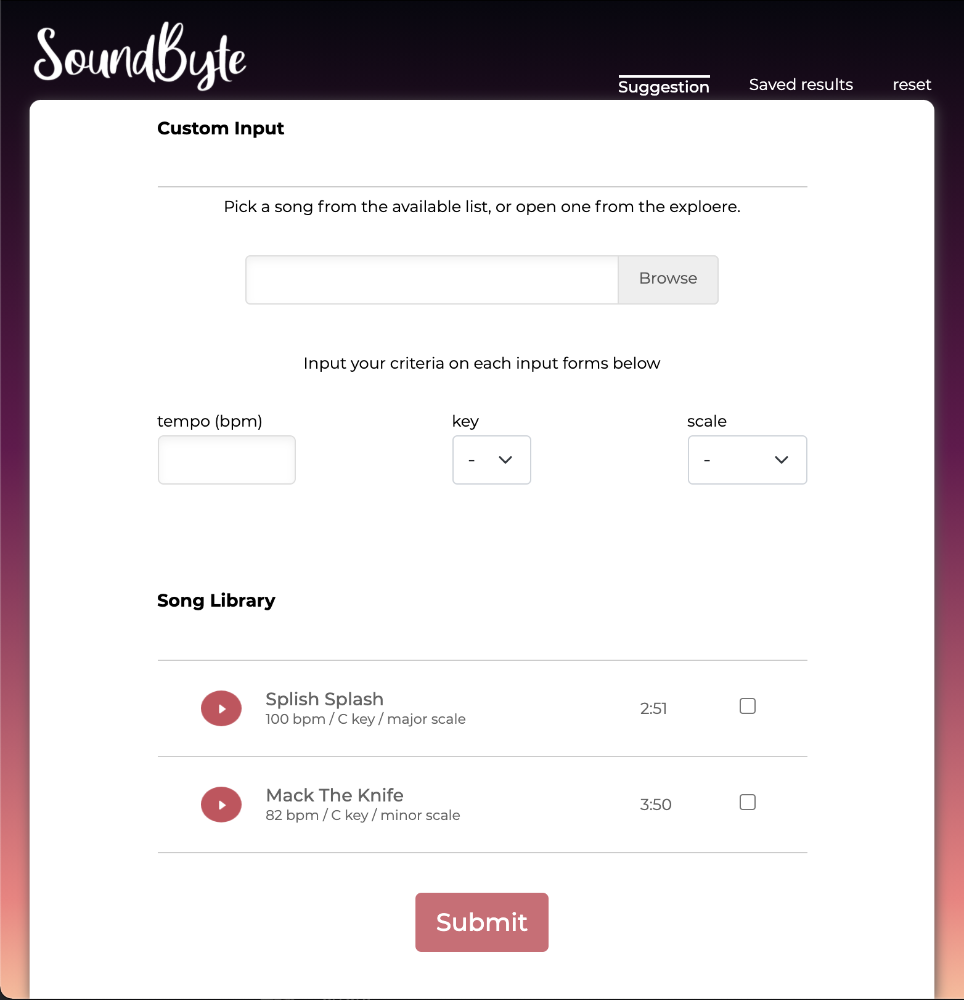 SoundByte
Suggestion Saved results reset
Custom Input
Pick a song from the available list, or open one from the exploere.
Browse
Input your criteria on each input forms below
tempo (bpm) key scale
- -
Song Library
Splish Splash
100 bpm / C key / major scale
2:51
Mack The Knife
82 bpm / C key / minor scale
3:50
Submit